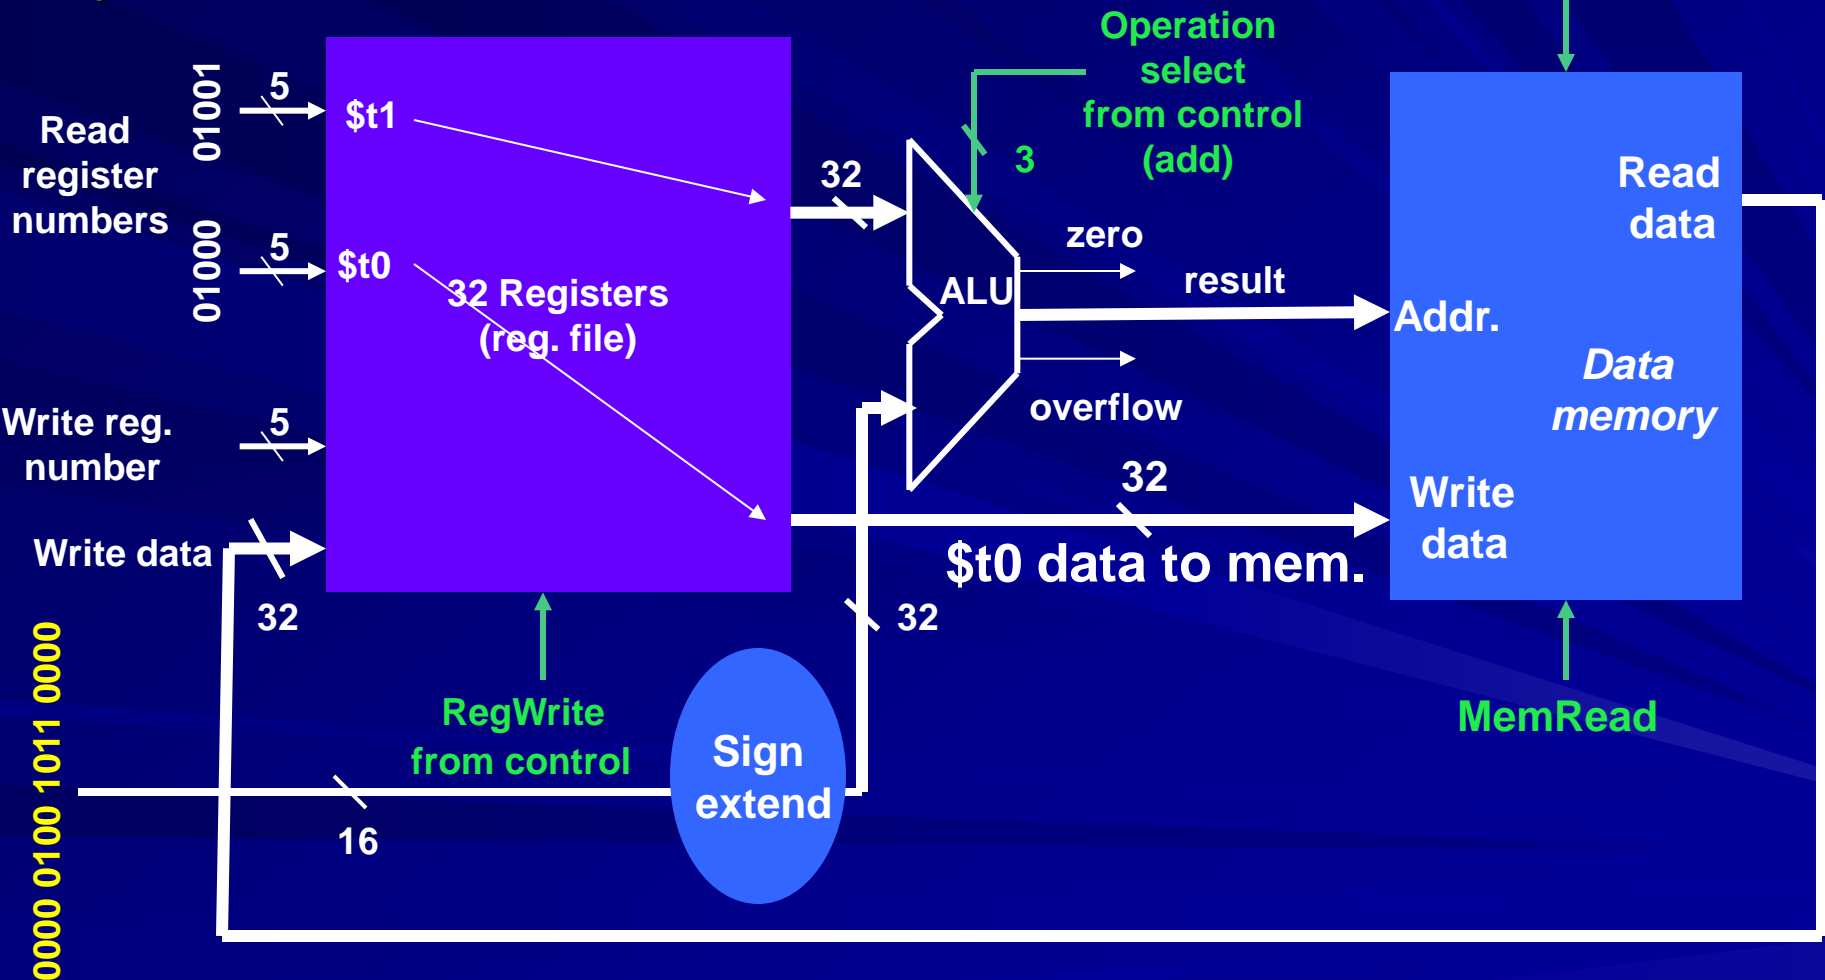 Operation
select
from control
(add)
3
01001
5
$t1
Read
register
numbers
01000
5
$t0
32 Registers
(reg. file)
32
ALU
zero
result
overflow
Read
data
Addr.
Data
memory
Write
data
Write reg.
number
5
Write data
32
32
$t0 data to mem.
32
RegWrite
from control
MemRead
Sign
extend
16
0000 0100 1011 0000